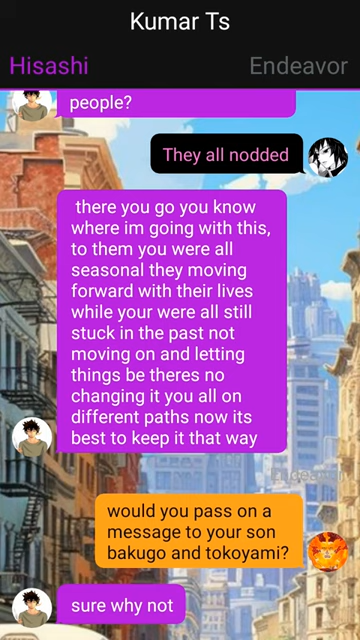 Kumar Ts
Hisashi
Endeavor
people?
They all nodded
there you go you know
where im going with this,
to them you were all
seasonal they moving
forward with their lives
while your were all still
stuck in the past not
moving on and letting
things be theres no
changing it you all on
different paths now its
best to keep it that way
would you pass on a
message to your son
bakugo and tokoyami?
sure why not